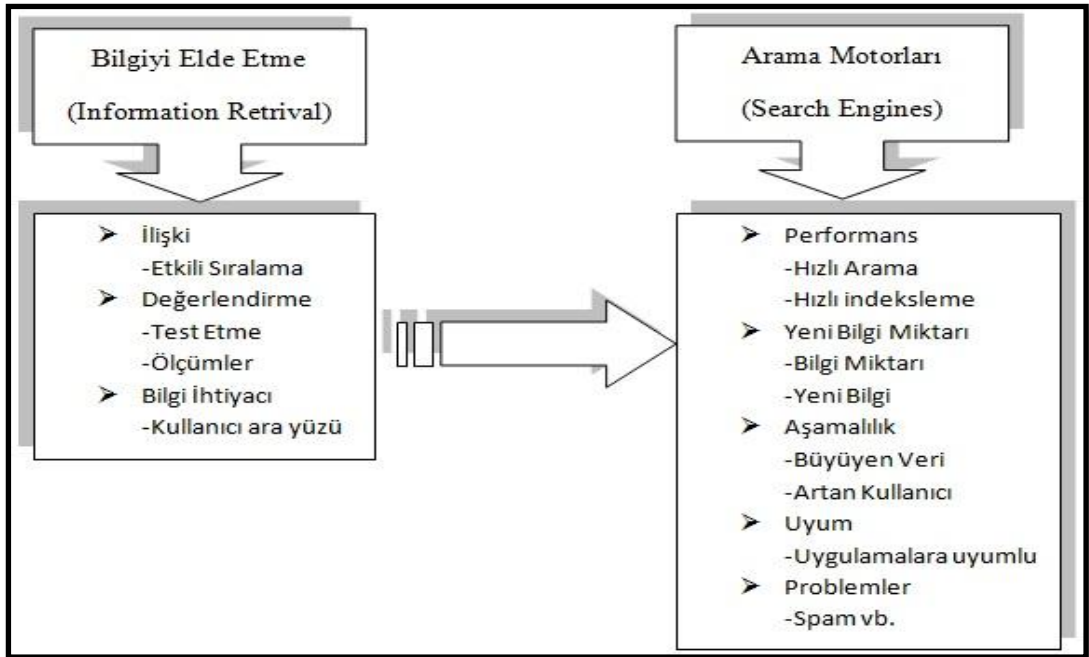 Bilgiyi Elde Etme
(Information Retrival)
➤ İlişki
-Etkili Sıralama
➤ Değerlendirme
-Test Etme
-Ölçümler
➤ Bilgi İhtiyacı
-Kullanıcı ara yüzü
Arama Motorları
(Search Engines)
➤ Performans
-Hızlı Arama
-Hızlı indeksleme
➤ Yeni Bilgi Miktarı
-Bilgi Miktarı
-Yeni Bilgi
➤ Aşamalılık
-Büyüyen Veri
-Artan Kullanıcı
➤ Uyum
-Uygulamalara uyumlu
➤ Problemler
-Spam vb.